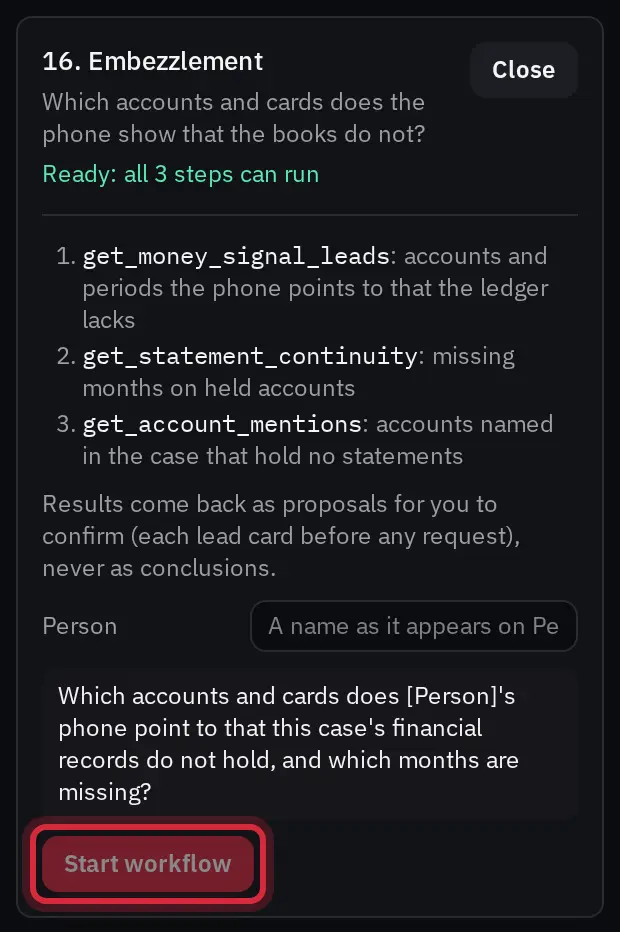 16. Embezzlement
Close
Which accounts and cards does the
phone show that the books do not?
Ready: all 3 steps can run
1. get_money_signal_leads: accounts and
periods the phone points to that the ledger
lacks
2. get_statement_continuity: missing
months on held accounts
3. get_account_mentions: accounts named
in the case that hold no statements
Results come back as proposals for you to
confirm (each lead card before any request),
never as conclusions.
Person
A name as it appears on Pe
Which accounts and cards does [Person]'s
phone point to that this case's financial
records do not hold, and which months are
missing?
Start workflow